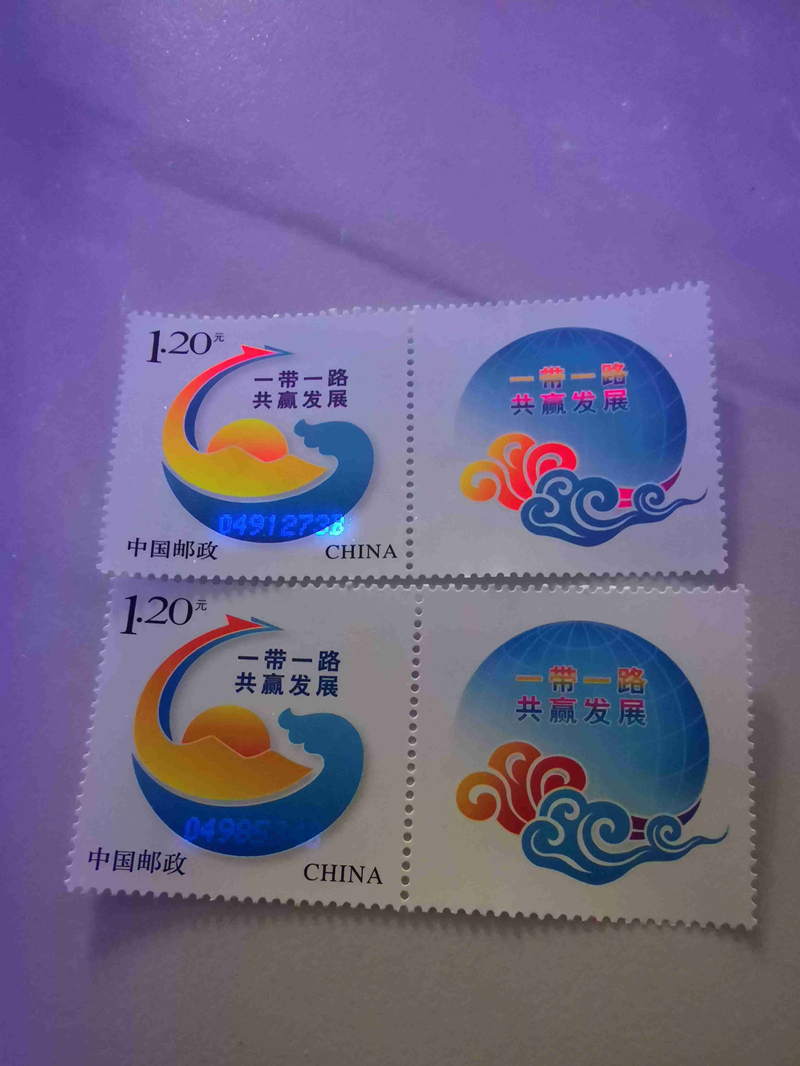 1.20元
一带一路
共赢发展
04912738
中国邮政
CHINA
一带一路
共赢发展
1.20元
一带一路
共赢发展
中国邮政
CHINA
一带一路
共赢发展